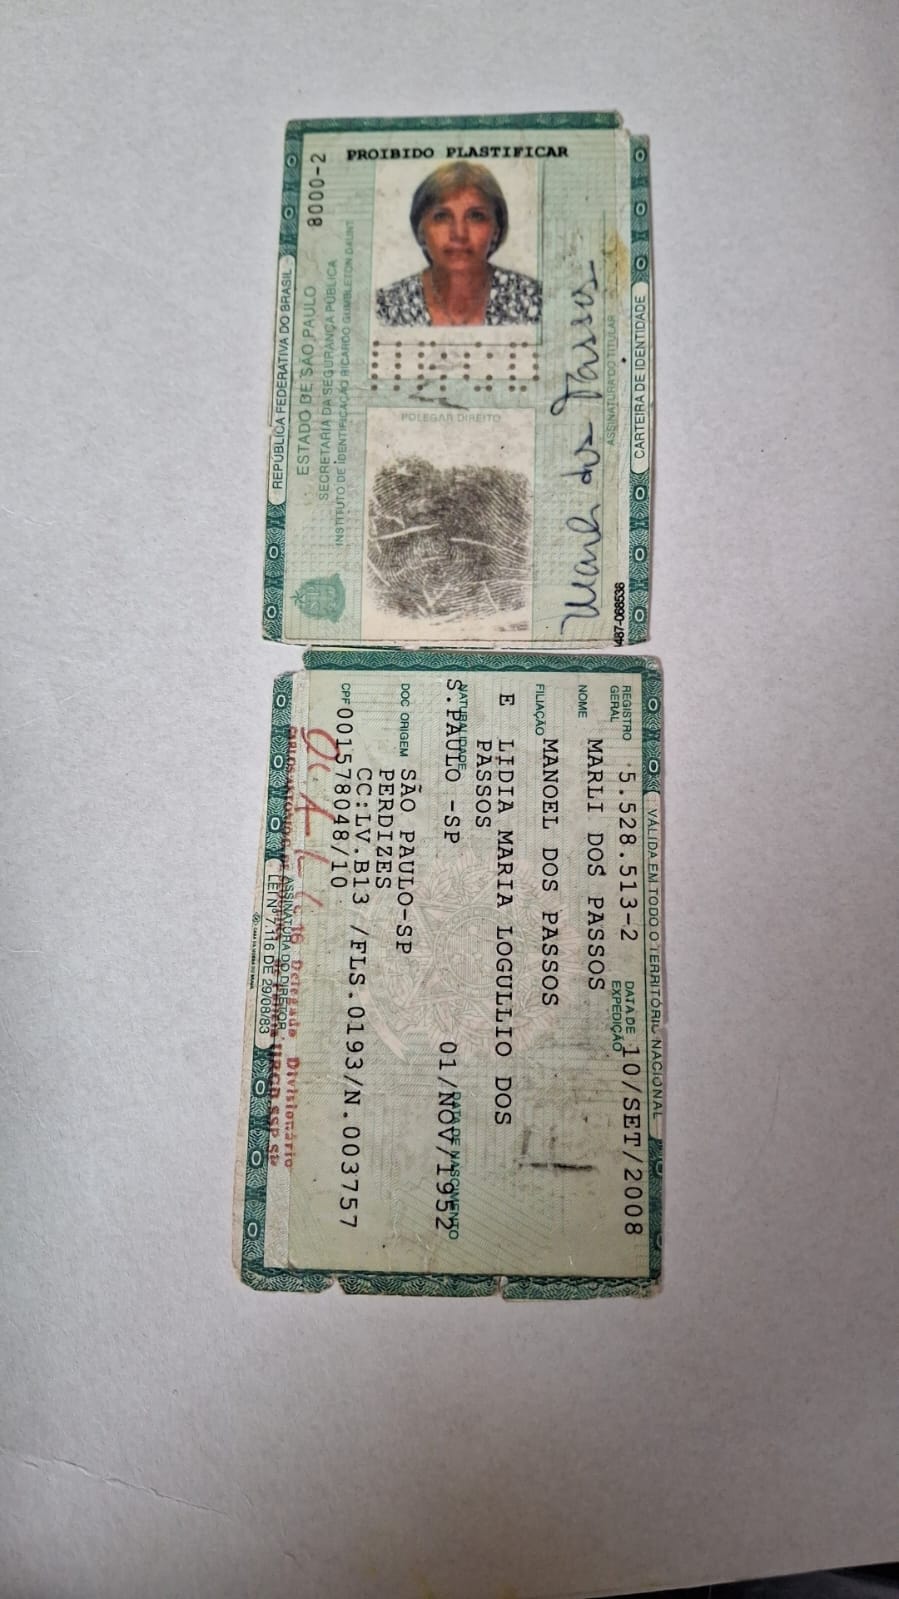 REPÚBLICA FEDERATIVA DO BRASIL
ESTADO DE SÃO PAULO
8000-2
SECRETARIA DA SEGURANÇA PÚBLICA
INSTITUTO DE IDENTIFICAÇÃO RICARDO GUMBLETON DAUNT
PROIBIDO PLASTIFICAR
POLEGAR DIREITO
dos Passos
ASSINATURA DO TITULAR
487-068536
CARTEIRA DE IDENTIDADE
VÁLIDA EM TODO O TERRITÓRIO NACIONAL
REGISTRO GERAL 5.528.513-2 DATA DE EXPEDIÇÃO 10/SET/2008
NOME MARLI DOS PASSOS
FILIAÇÃO MANOEL DOS PASSOS
E LIDIA MARIA LOGULLIO DOS
PASSOS
NATURALIDADE DATA DE NASCIMENTO
S.PAULO -SP 01/NOV/1952
DOC ORIGEM SÃO PAULO-SP
PERDIZES
CC:LV.B13 /FLS.0193/N.003757
CPF 001578048/10
Delegado Divisionário
ASSINATURA DO DIRETOR
LEI Nº 7.116 DE 29/08/83